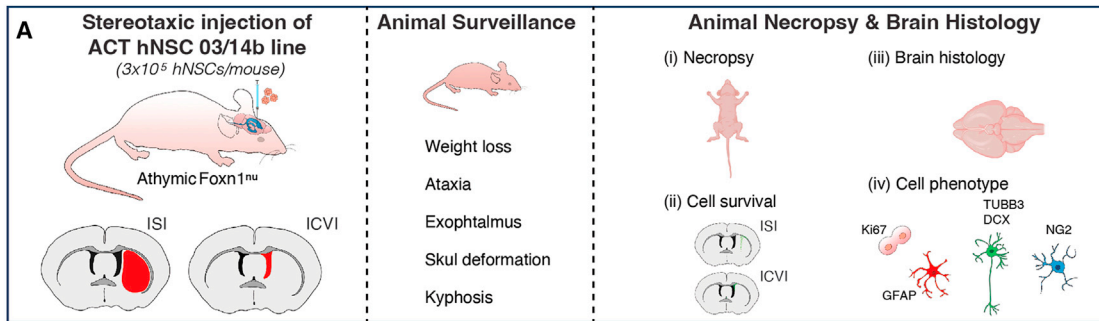 A
Stereotaxic injection of
ACT hNSC 03/14b line
(3x10⁵ hNSCs/mouse)
Athymic Foxn1ⁿᵘ
ISI
ICVI
Animal Surveillance
Weight loss
Ataxia
Exophtalmus
Skul deformation
Kyphosis
Animal Necropsy & Brain Histology
(i) Necropsy
(ii) Cell survival
ISI
ICVI
(iii) Brain histology
(iv) Cell phenotype
TUBB3
DCX
Ki67
NG2
GFAP